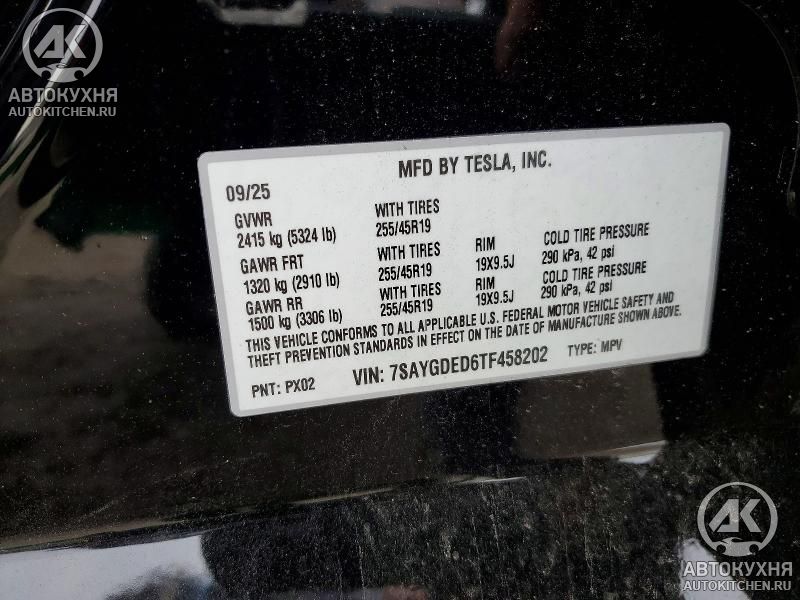 АК
АВТОКУХНЯ
AUTOKITCHEN.RU
MFD BY TESLA, INC.
09/25
GVWR WITH TIRES
2415 kg (5324 lb) 255/45R19
GAWR FRT WITH TIRES RIM COLD TIRE PRESSURE
1320 kg (2910 lb) 255/45R19 19X9.5J 290 kPa, 42 psi
GAWR RR WITH TIRES RIM COLD TIRE PRESSURE
1500 kg (3306 lb) 255/45R19 19X9.5J 290 kPa, 42 psi
THIS VEHICLE CONFORMS TO ALL APPLICABLE U.S. FEDERAL MOTOR VEHICLE SAFETY AND
THEFT PREVENTION STANDARDS IN EFFECT ON THE DATE OF MANUFACTURE SHOWN ABOVE.
PNT: PX02 VIN: 7SAYGDED6TF458202 TYPE: MPV
АК
АВТОКУХНЯ
AUTOKITCHEN.RU